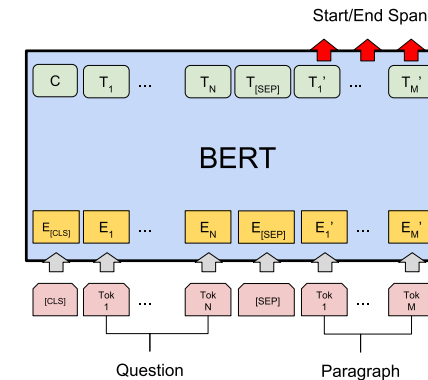 Start/End Span
C T1 ... TN T[SEP] T1' ... TM'
BERT
E[CLS] E1 ... EN E[SEP] E1' ... EM'
[CLS] Tok 1 ... Tok N [SEP] Tok 1 ... Tok M
Question Paragraph